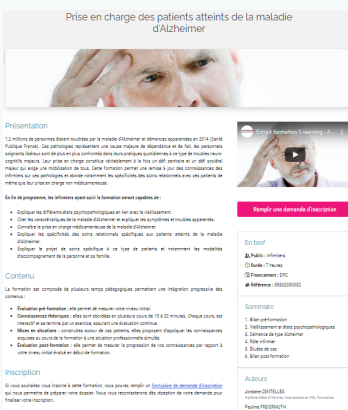 Prise en charge des patients atteints de la maladie
d'Alzheimer
Présentation
1,2 millions de personnes étaient touchées par la maladie d'Alzheimer et démences apparentées en 2014 (Santé
Publique France). Ces pathologies représentent une cause majeure de dépendance et de fait, les personnels
soignants libéraux sont de plus en plus confrontés dans leurs pratiques quotidiennes à ce type de troubles neuro-
cognitifs majeurs. Leur prise en charge constitue véritablement à la fois un défi sanitaire et un défi sociétal
majeur qui exige une mobilisation de tous. Cette formation permet une remise à jour des connaissances des
infirmiers sur ces pathologies et aborde notamment les spécificités des soins relationnels avec ces patients de
même que leur prise en charge non médicamenteuse.
En fin de programme, les infirmiers ayant suivi la formation seront capables de :
Expliquer les différents états psychopathologiques en lien avec le vieillissement,
Citer les caractéristiques de la maladie d'Alzheimer et expliquer les symptômes et troubles apparentés.
Connaître la prise en charge médicamenteuse de la maladie d'Alzheimer.
Expliquer les spécificités des soins relationnels spécifiques aux patients atteints de la maladie
d'Alzheimer.
Expliquer le projet de soins spécifique à ce type de patients et notamment les modalités
d'accompagnement de la personne et sa famille.
Contenu
La formation est composée de plusieurs temps pédagogiques permettant une intégration progressive des
contenus :
Evaluation pré-formation : elle permet de mesurer votre niveau initial.
Connaissances théoriques : elles sont abordées en plusieurs cours de 15 à 20 minutes. Chaque cours, est
interactif et se termine par un exercice, assurant une évaluation continue.
Mises en situations : construites autour de cas patients, elles proposent d'appliquer les connaissances
acquises au cours de la formation à une situation professionnelle simulée.
Evaluation post-formation : elle permet de mesurer la progression de vos connaissances par rapport à
votre niveau initial évalué en début de formation.
Inscription
Si vous souhaitez vous inscrire à cette formation, vous pouvez remplir un formulaire de demande d'inscription
qui nous permettra de préparer votre dossier. Nous vous recontacterons dès réception de votre demande pour
finaliser votre inscription.
Extrait formation E-learning - A...
Remplir une demande d'inscription
En bref
Public : Infirmiers
Durée : 7 heures
Financement : DPC
Référence :
Sommaire
1. Bilan pré-formation
2. Vieillissement et états psychopathologiques
3. Démence de type Alzheimer
4. Rôle infirmier
5. Études de cas
6. Bilan post-formation
Auteurs
Jordane CENTELLES
Pauline FREIERMUTH